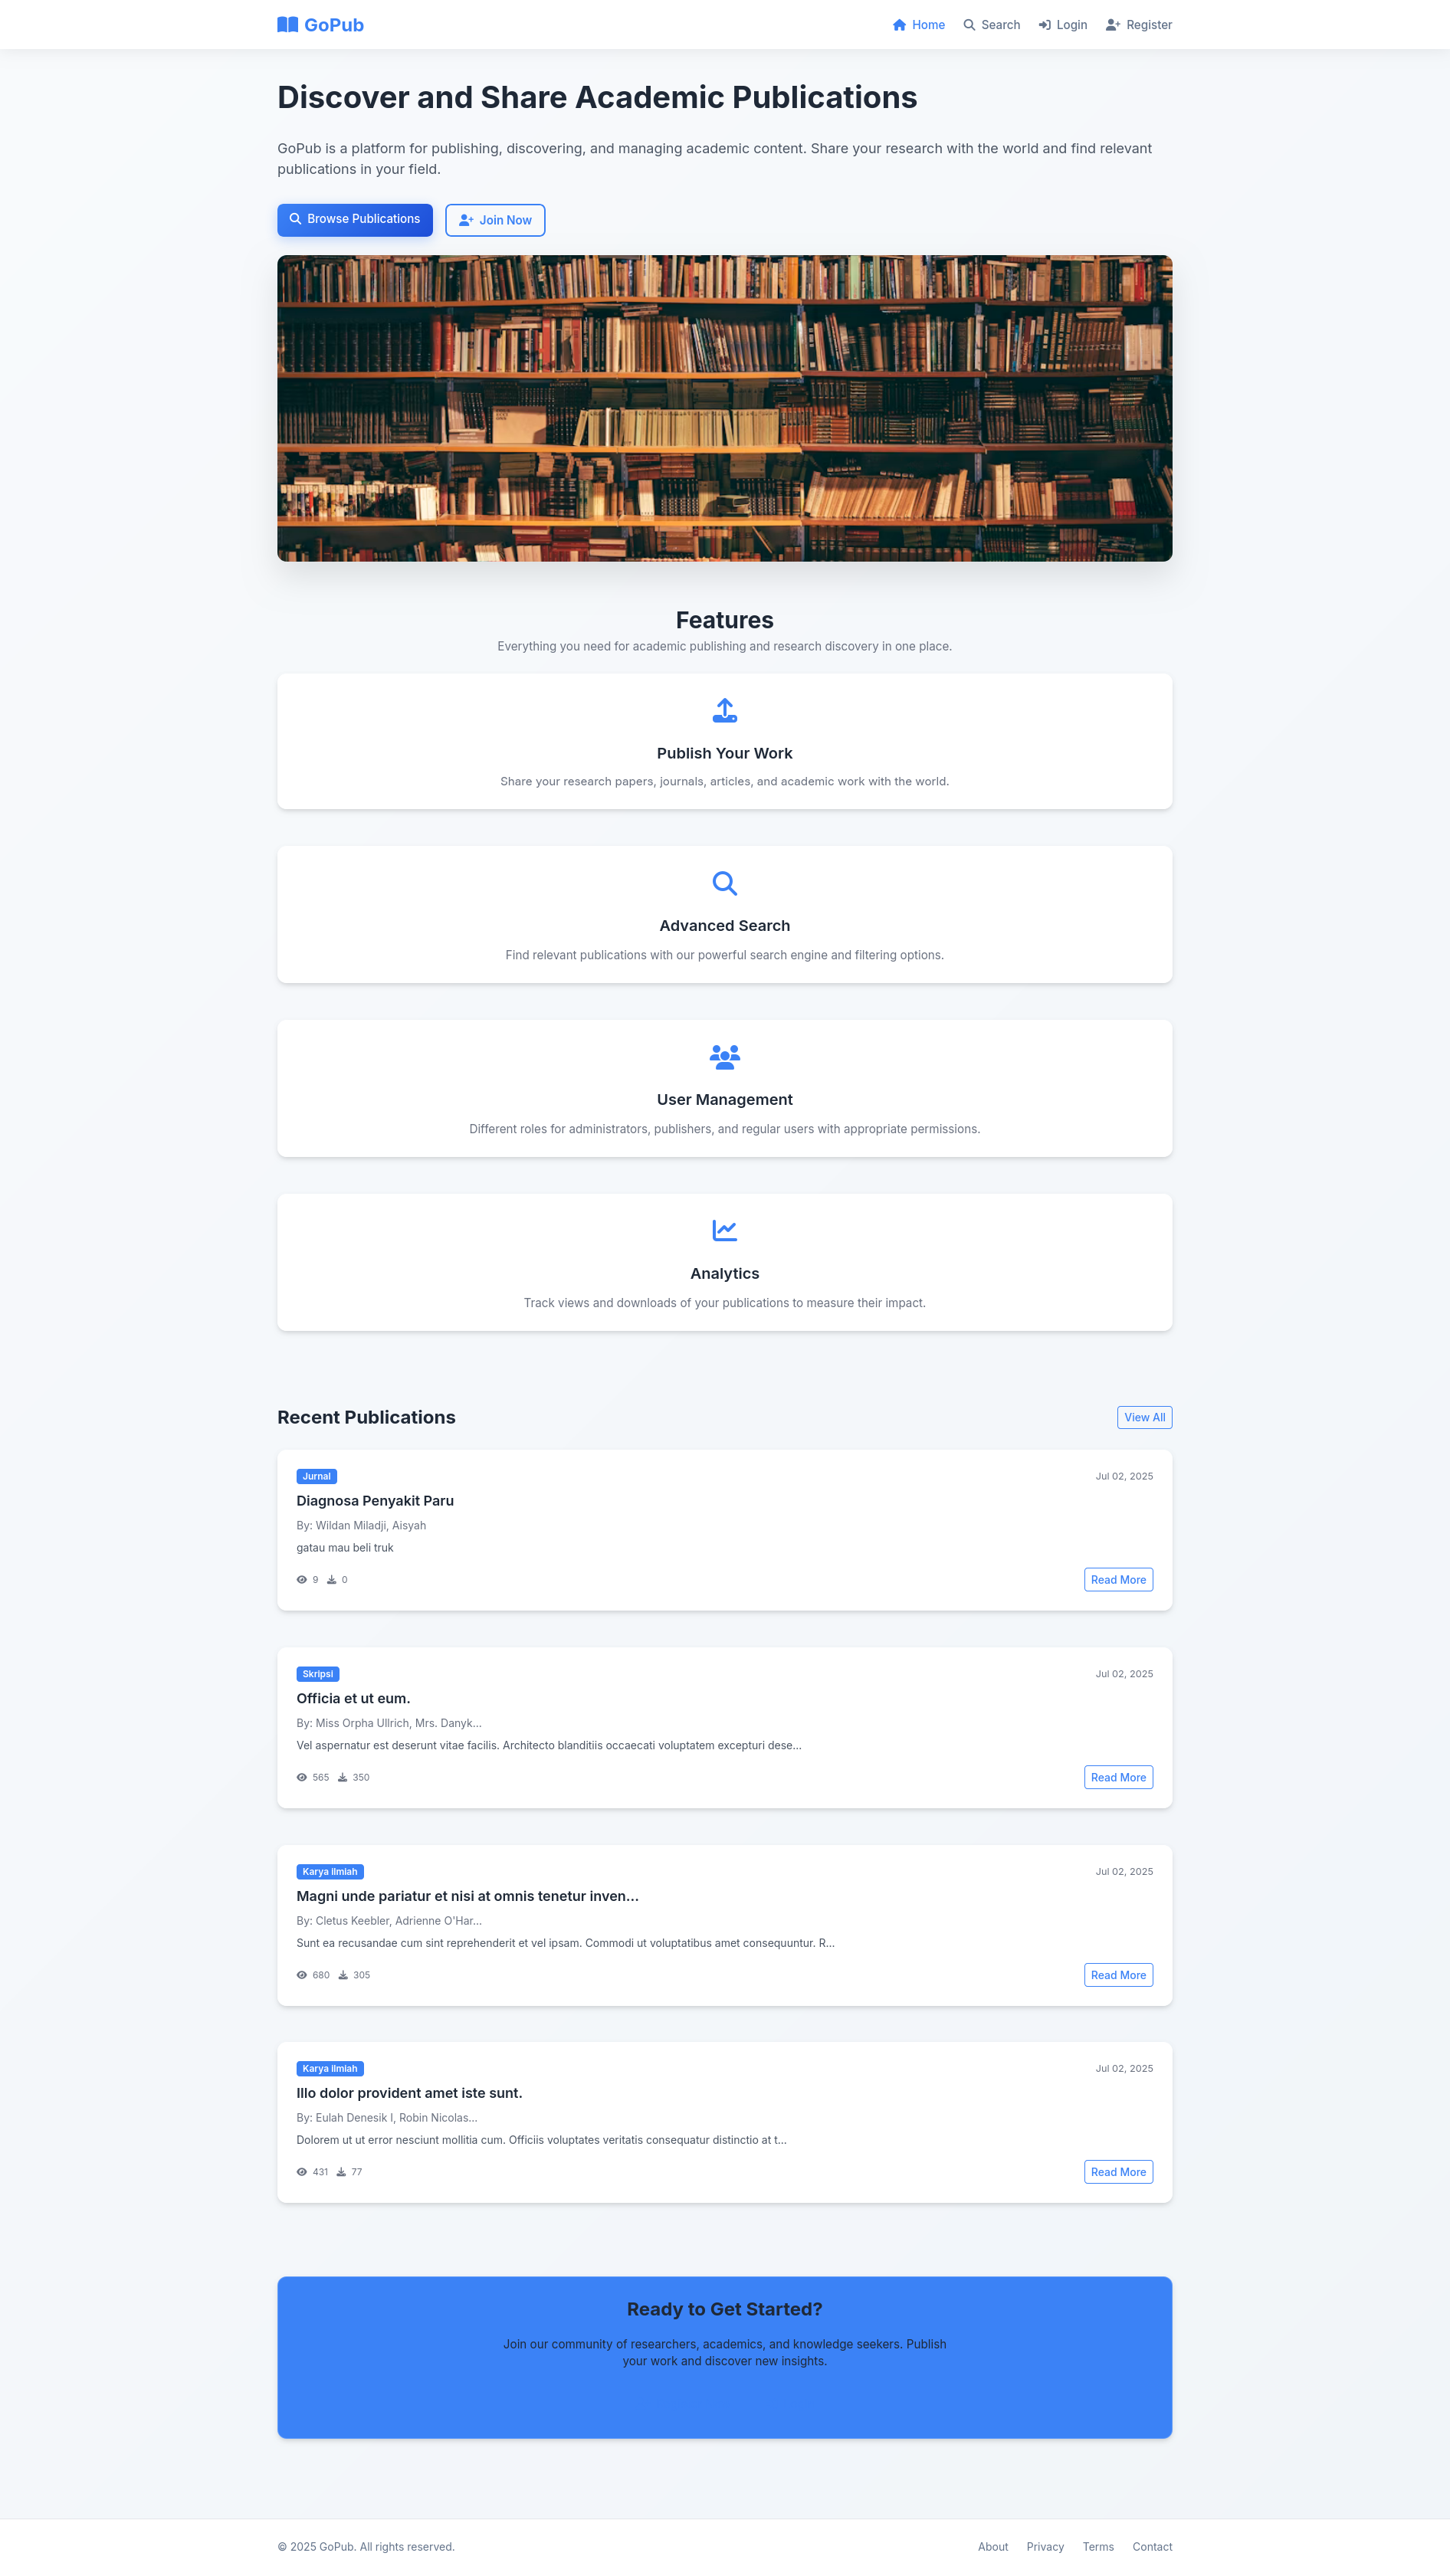 GoPub
Home
Search
Login
Register
Discover and Share Academic Publications
GoPub is a platform for publishing, discovering, and managing academic content. Share your research with the world and find relevant
publications in your field.
Browse Publications
Join Now
Features
Everything you need for academic publishing and research discovery in one place.
Publish Your Work
Share your research papers, journals, articles, and academic work with the world.
Advanced Search
Find relevant publications with our powerful search engine and filtering options.
User Management
Different roles for administrators, publishers, and regular users with appropriate permissions.
Analytics
Track views and downloads of your publications to measure their impact.
Recent Publications
View All
Jurnal
Jul 02, 2025
Diagnosa Penyakit Paru
By: Wildan Miladji, Aisyah
gatau mau beli truk
9 0
Read More
Skripsi
Jul 02, 2025
Officia et ut eum.
By: Miss Orpha Ullrich, Mrs. Danyk...
Vel aspernatur est deserunt vitae facilis. Architecto blanditiis occaecati voluptatem excepturi dese...
565 350
Read More
Karya ilmiah
Jul 02, 2025
Magni unde pariatur et nisi at omnis tenetur inven...
By: Cletus Keebler, Adrienne O'Har...
Sunt ea recusandae cum sint reprehenderit et vel ipsam. Commodi ut voluptatibus amet consequuntur. R...
680 305
Read More
Karya ilmiah
Jul 02, 2025
Illo dolor provident amet iste sunt.
By: Eulah Denesik I, Robin Nicolas...
Dolorem ut ut error nesciunt mollitia cum. Officiis voluptates veritatis consequatur distinctio at t...
431 77
Read More
Ready to Get Started?
Join our community of researchers, academics, and knowledge seekers. Publish
your work and discover new insights.
© 2025 GoPub. All rights reserved.
About
Privacy
Terms
Contact